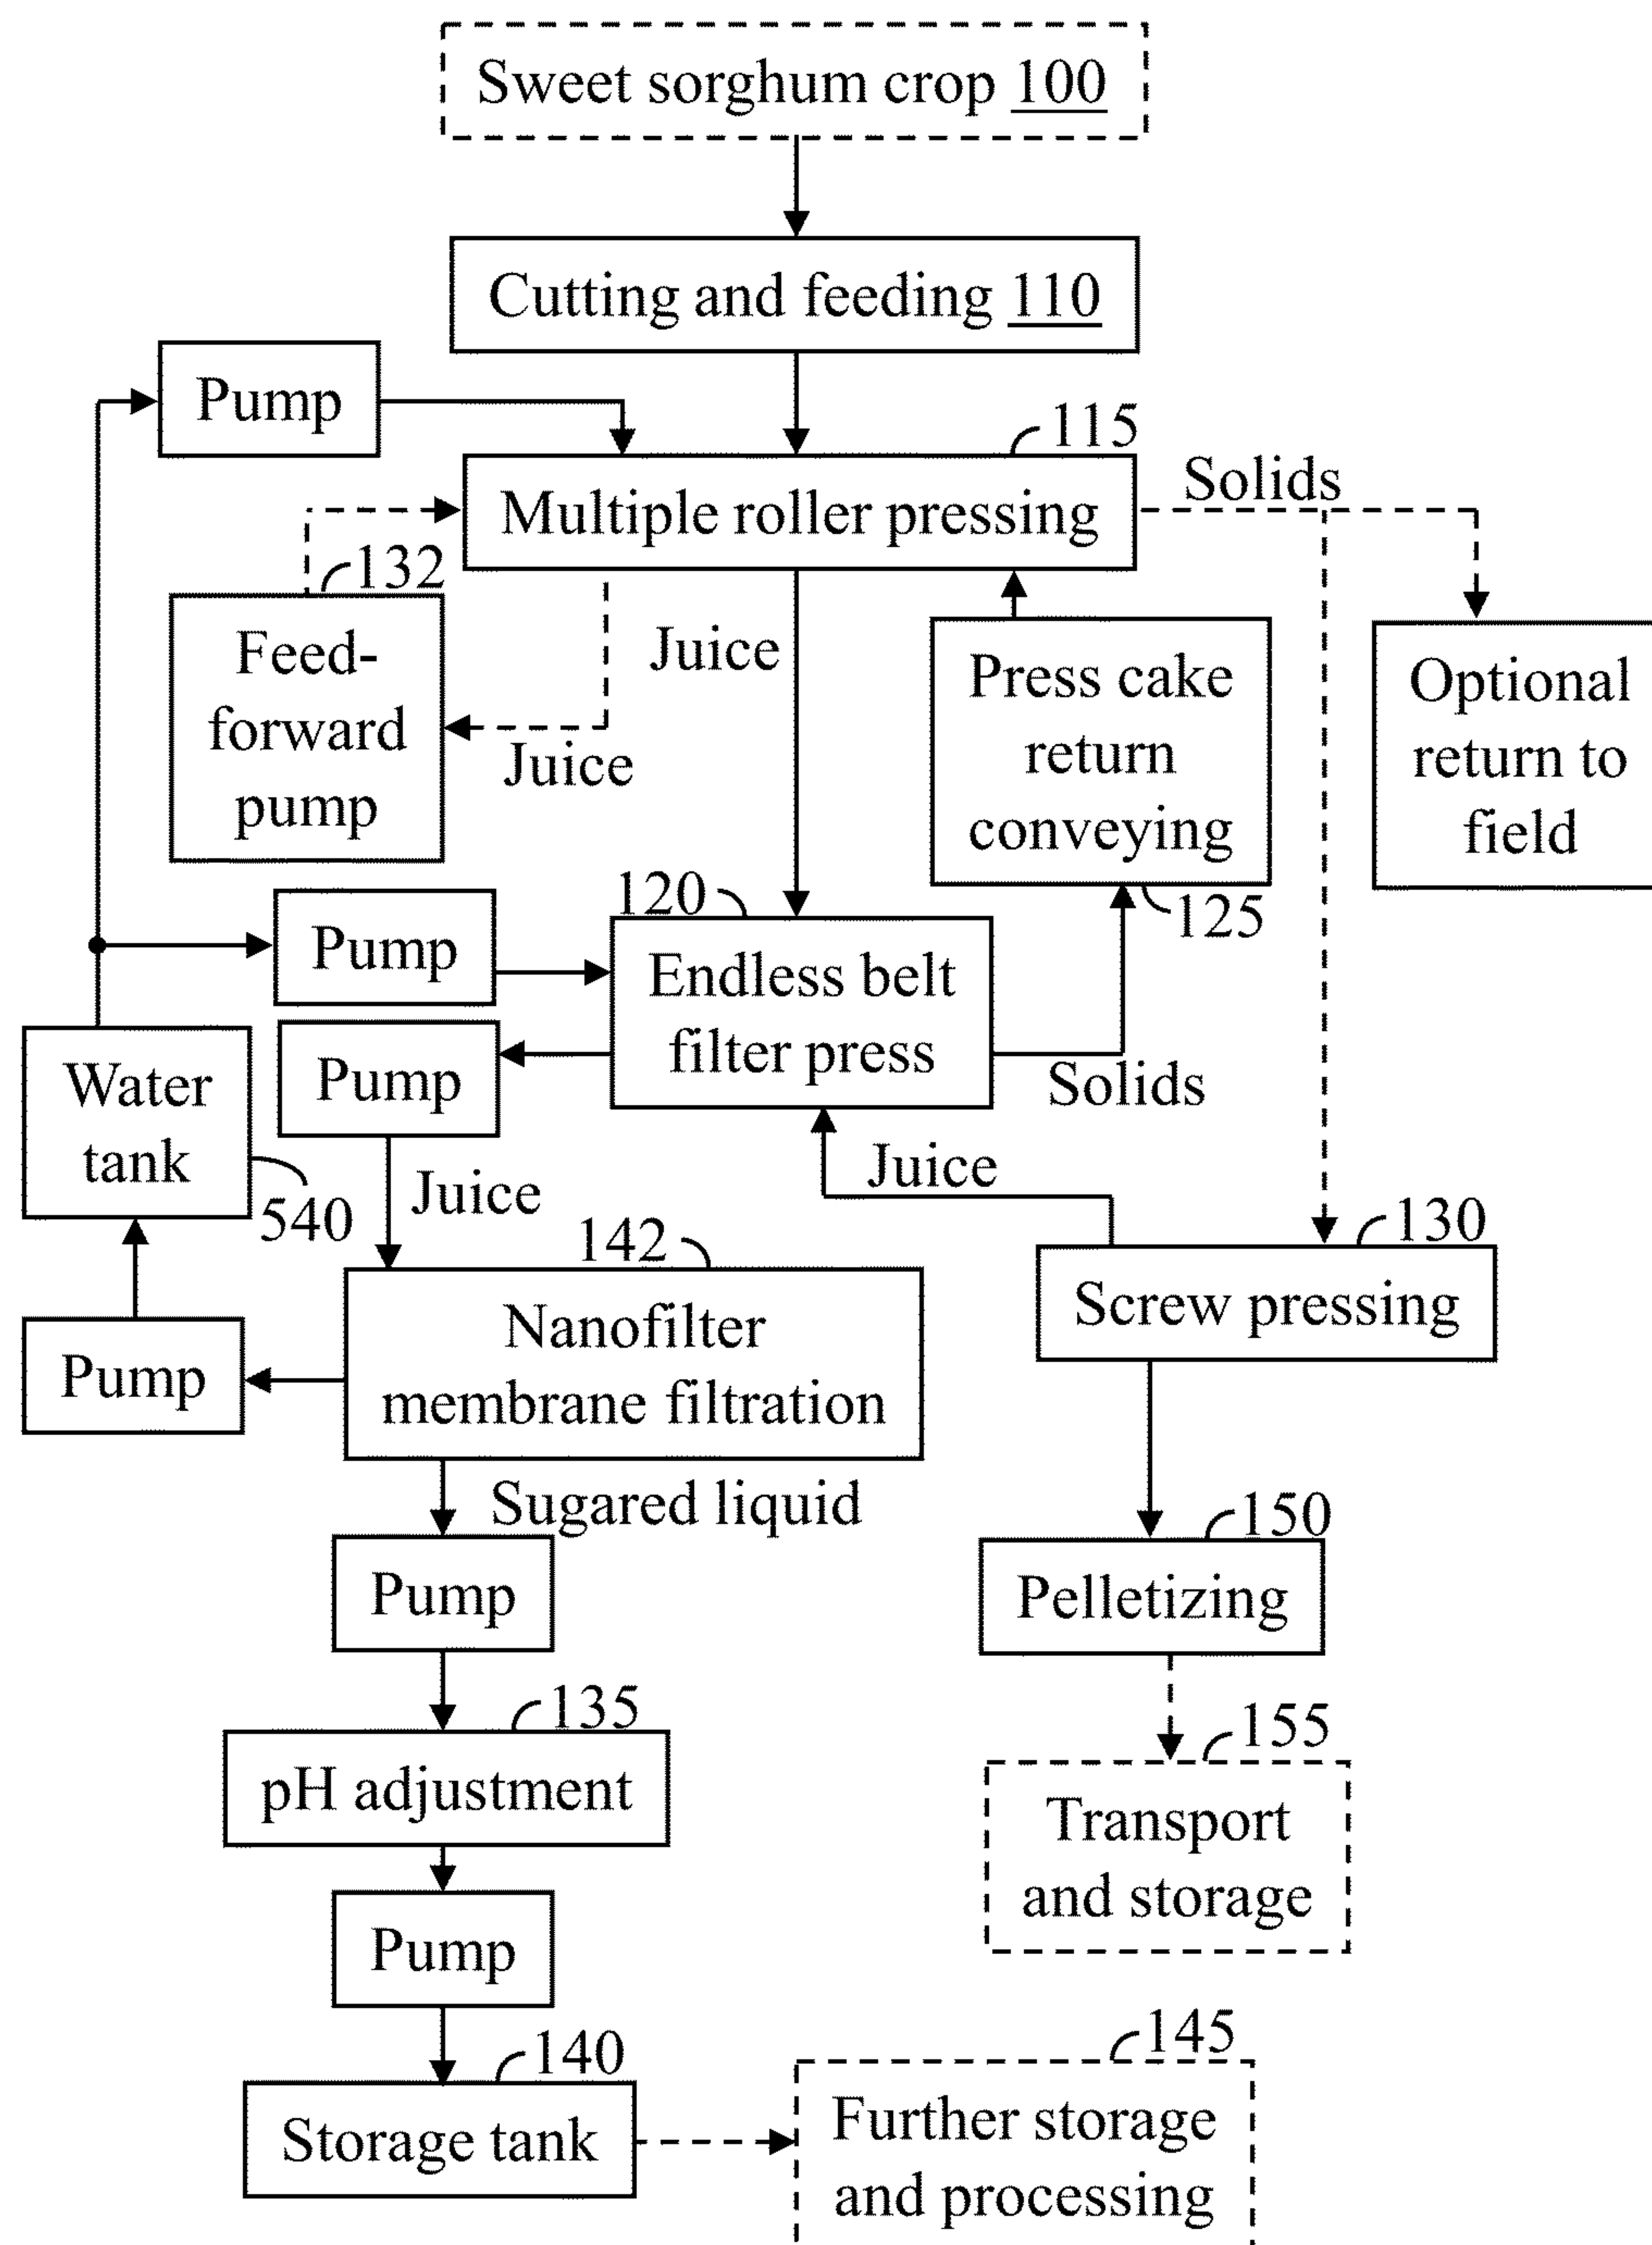 Sweet sorghum crop 100
Cutting and feeding 110
Pump
115
Multiple roller pressing
Solids
132
Feed-
forward
pump
Juice
Juice
Press cake
return
conveying
125
Optional
return to
field
120
Pump
Endless belt
filter press
Pump
Solids
Water
tank
540
Juice
Juice
142
130
Nanofilter
membrane filtration
Screw pressing
Pump
Sugared liquid
Pump
150
Pelletizing
135
pH adjustment
155
Transport
and storage
Pump
140
Storage tank
145
Further storage
and processing